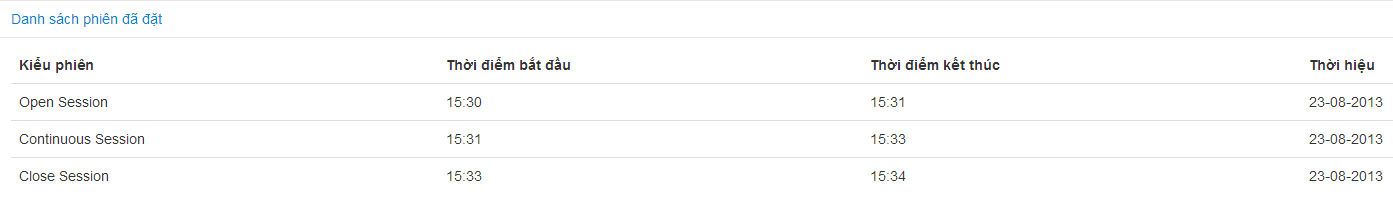 Danh sách phiên đã đặt
Kiểu phiên Thời điểm bắt đầu Thời điểm kết thúc Thời hiệu
Open Session 15:30 15:31 23-08-2013
Continuous Session 15:31 15:33 23-08-2013
Close Session 15:33 15:34 23-08-2013